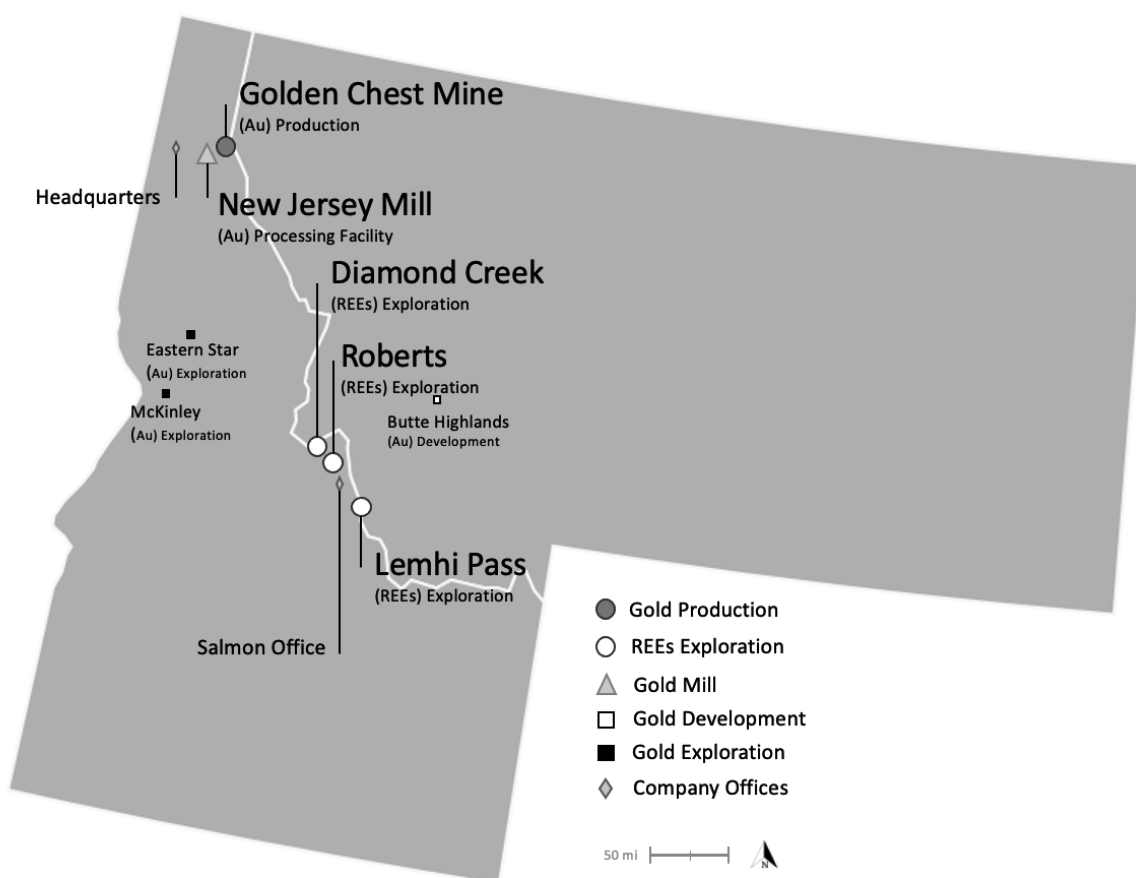 Golden Chest Mine
(Au) Production
Headquarters
New Jersey Mill
(Au) Processing Facility
Diamond Creek
(REEs) Exploration
Eastern Star
(Au) Exploration
Roberts
(REEs) Exploration
McKinley
(Au) Exploration
Butte Highlands
(Au) Development
Lemhi Pass
(REEs) Exploration
Salmon Office
Gold Production
REEs Exploration
Gold Mill
Gold Development
Gold Exploration
Company Offices
50 mi
N